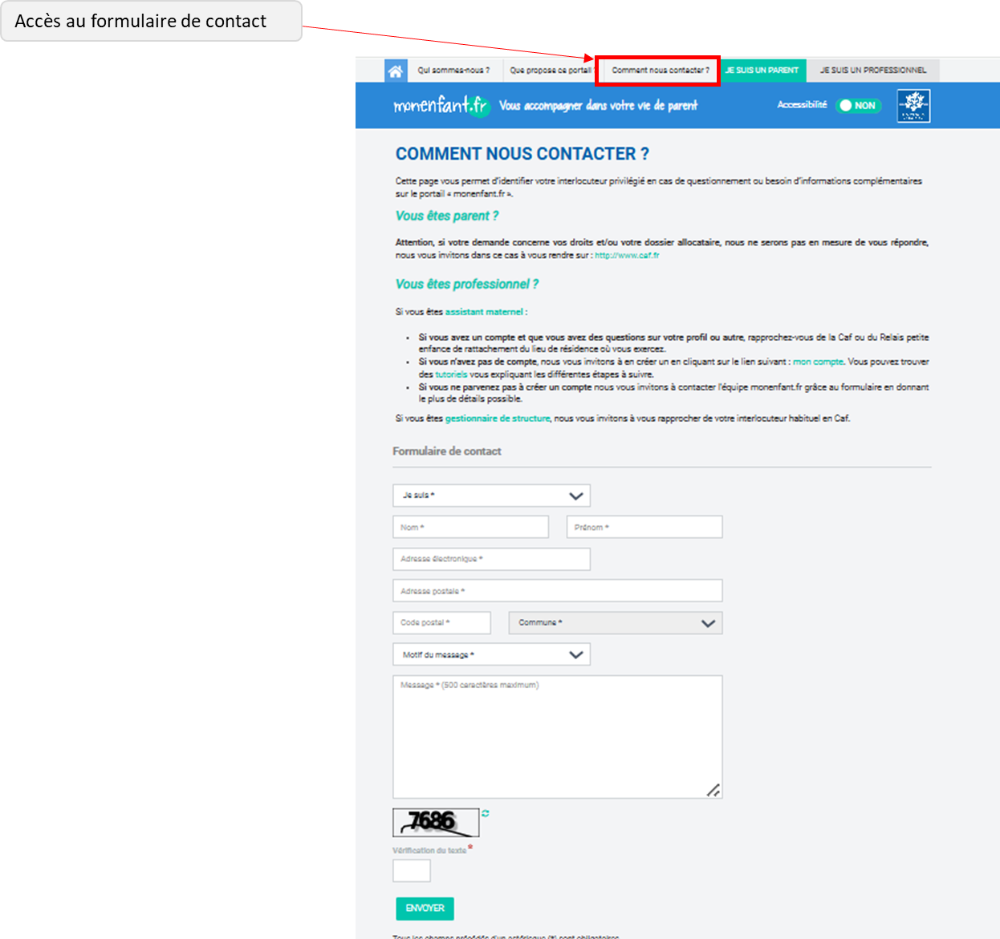 Accès au formulaire de contact
Qui sommes-nous ? Que propose ce portail ? Comment nous contacter ? JE SUIS UN PARENT JE SUIS UN PROFESSIONNEL
monenfant.fr Vous accompagner dans votre vie de parent Accessibilité NON
COMMENT NOUS CONTACTER ?
Cette page vous permet d'identifier votre interlocuteur privilégié en cas de questionnement ou besoin d'informations complémentaires
sur le portail « monenfant.fr ».
Vous êtes parent ?
Attention, si votre demande concerne vos droits et/ou votre dossier allocataire, nous ne serons pas en mesure de vous répondre,
nous vous invitons dans ce cas à vous rendre sur : http://www.caf.fr
Vous êtes professionnel ?
Si vous êtes assistant maternel :
• Si vous avez un compte et que vous avez des questions sur votre profil ou autre, rapprochez-vous de la Caf ou du Relais petite
enfance de rattachement du lieu de résidence où vous exercez.
• Si vous n'avez pas de compte, nous vous invitons à en créer un en cliquant sur le lien suivant : mon compte. Vous pouvez trouver
des tutoriels vous expliquant les différentes étapes à suivre.
• Si vous ne parvenez pas à créer un compte nous vous invitons à contacter l'équipe monenfant.fr grâce au formulaire en donnant
le plus de détails possible.
Si vous êtes gestionnaire de structure, nous vous invitons à vous rapprocher de votre interlocuteur habituel en Caf.
Formulaire de contact
Je suis *
Nom * Prénom *
Adresse électronique *
Adresse postale *
Code postal * Commune *
Motif du message *
Message * (500 caractères maximum)
7686
Vérification du texte *
ENVOYER
Tous les champs précédés d'un astérisque (*) sont obligatoires